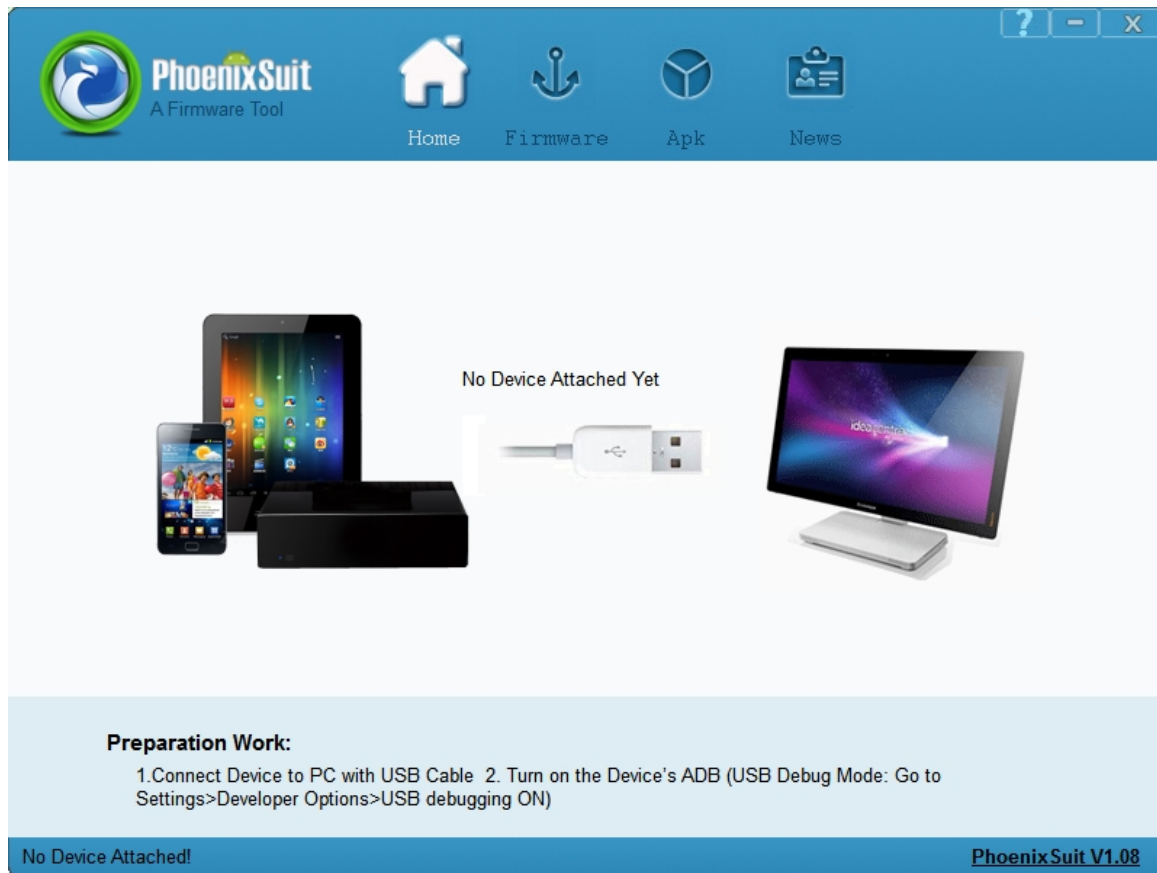 ? - X
PhoenixSuit
A Firmware Tool
Home Firmware Apk News
No Device Attached Yet
ideacentre
Preparation Work:
1.Connect Device to PC with USB Cable 2. Turn on the Device's ADB (USB Debug Mode: Go to
Settings>Developer Options>USB debugging ON)
No Device Attached!
PhoenixSuit V1.08